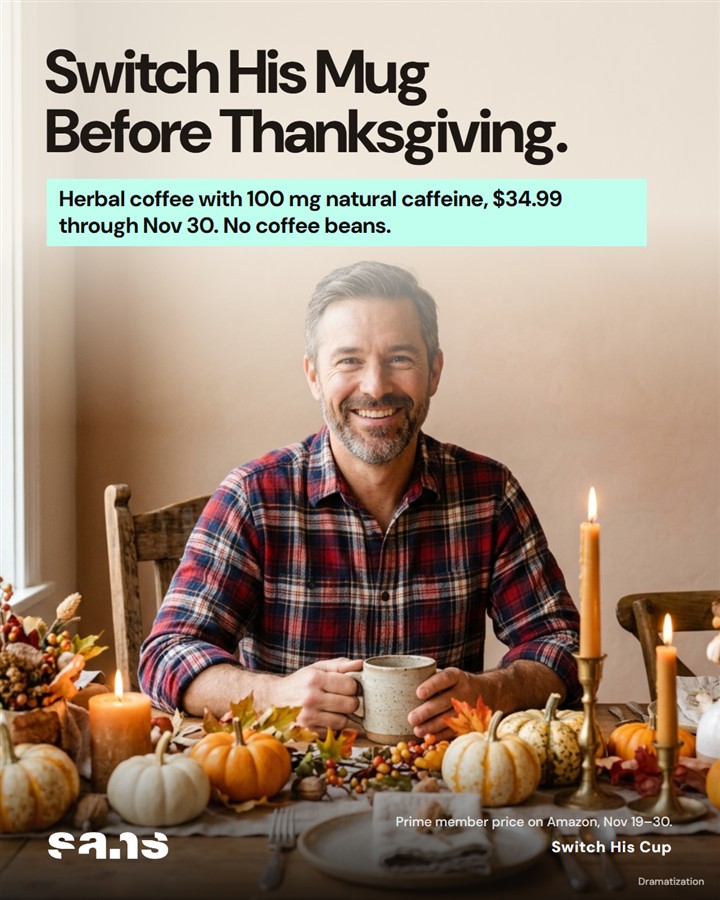 Switch His Mug
Before Thanksgiving.
Herbal coffee with 100 mg natural caffeine, $34.99
through Nov 30. No coffee beans.
Prime member price on Amazon, Nov 19–30.
sans
Switch His Cup
Dramatization